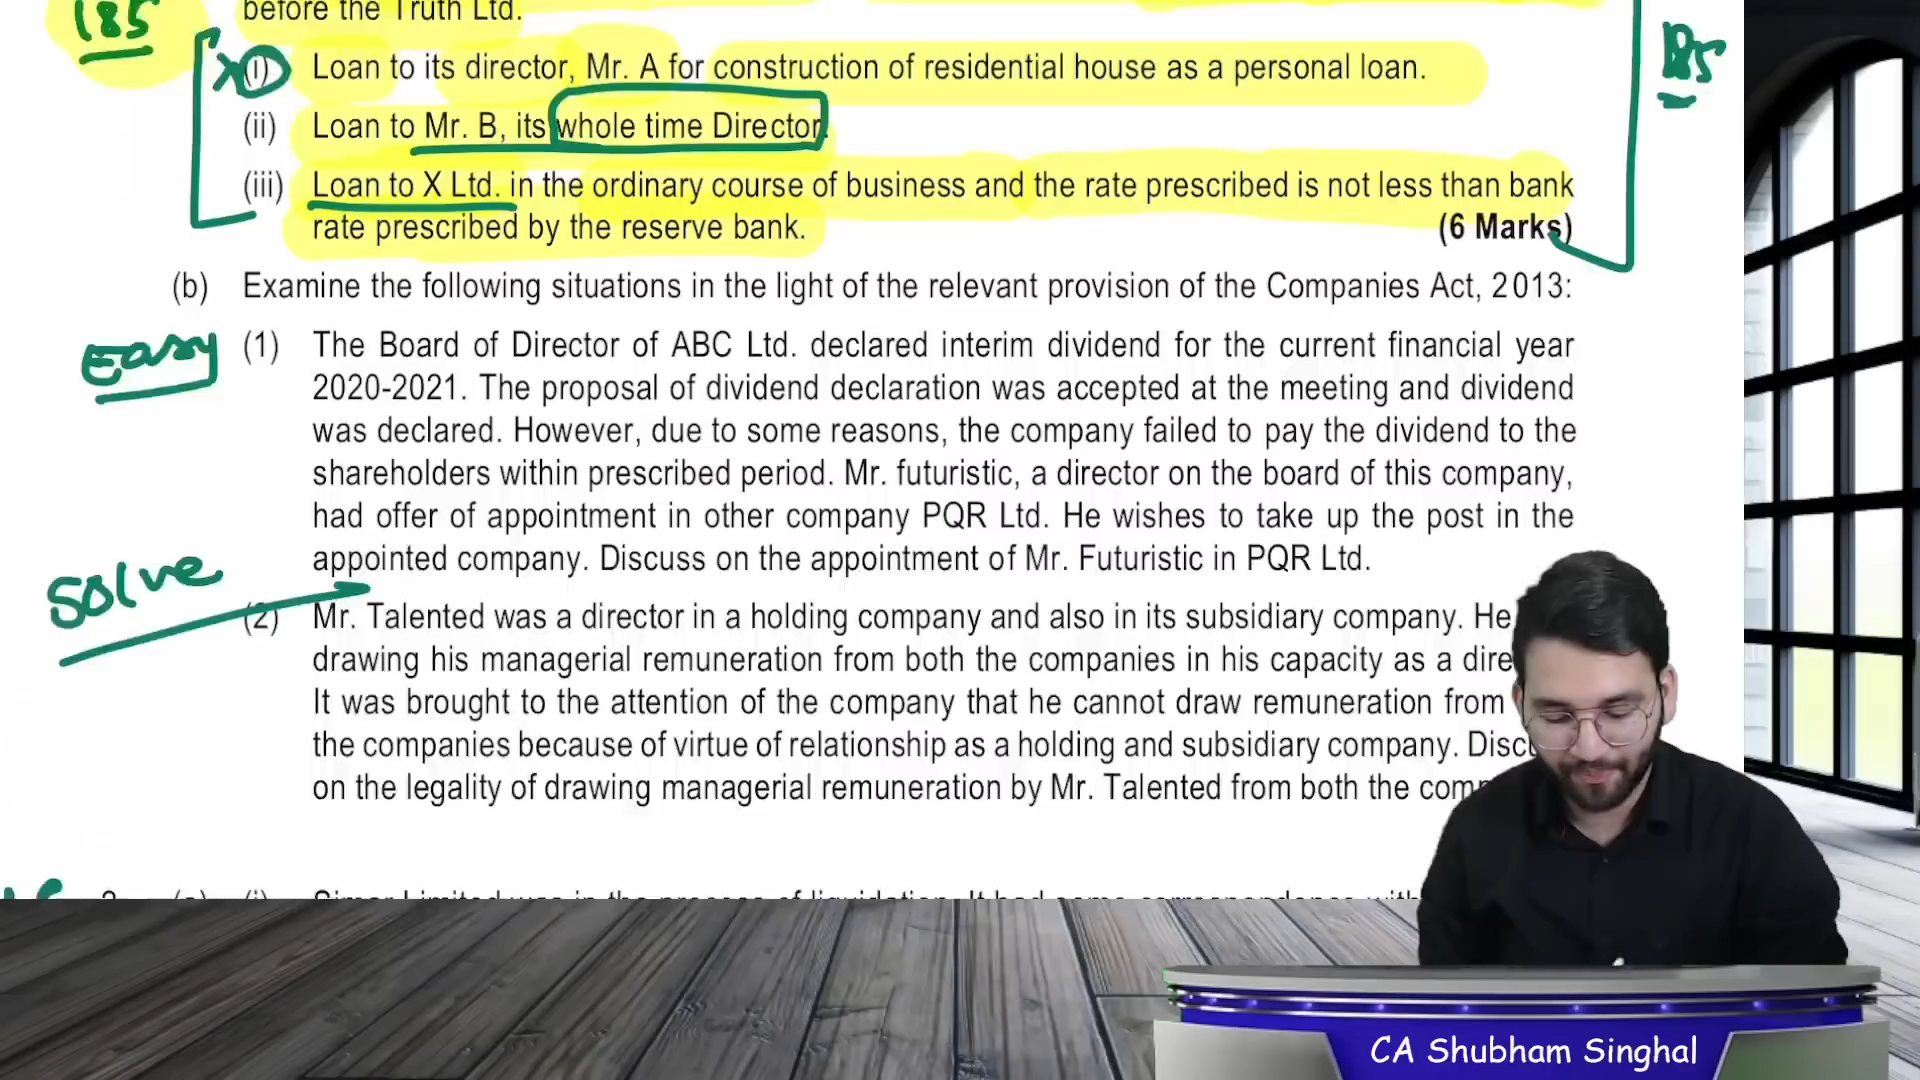 185
before the Truth Ltd.
(i) Loan to its director, Mr. A for construction of residential house as a personal loan.
185
(ii) Loan to Mr. B, its whole time Director.
(iii) Loan to X Ltd. in the ordinary course of business and the rate prescribed is not less than bank
rate prescribed by the reserve bank. (6 Marks)
(b) Examine the following situations in the light of the relevant provision of the Companies Act, 2013:
Easy
(1) The Board of Director of ABC Ltd. declared interim dividend for the current financial year
2020-2021. The proposal of dividend declaration was accepted at the meeting and dividend
was declared. However, due to some reasons, the company failed to pay the dividend to the
shareholders within prescribed period. Mr. futuristic, a director on the board of this company,
had offer of appointment in other company PQR Ltd. He wishes to take up the post in the
appointed company. Discuss on the appointment of Mr. Futuristic in PQR Ltd.
Solve
(2) Mr. Talented was a director in a holding company and also in its subsidiary company. He
drawing his managerial remuneration from both the companies in his capacity as a dire
It was brought to the attention of the company that he cannot draw remuneration from
the companies because of virtue of relationship as a holding and subsidiary company. Discu
on the legality of drawing managerial remuneration by Mr. Talented from both the com
CA Shubham Singhal